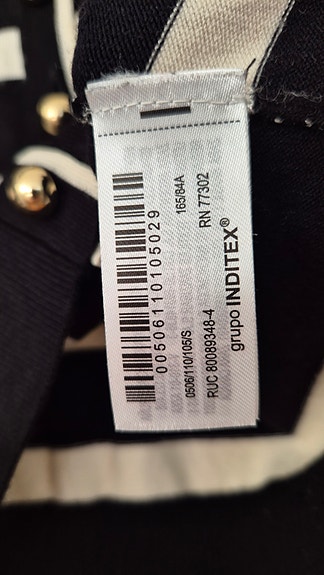 00506110105029
165/84A
0506/110/105/S
RN 77302
RUC 80089348-4
grupo INDITEX®